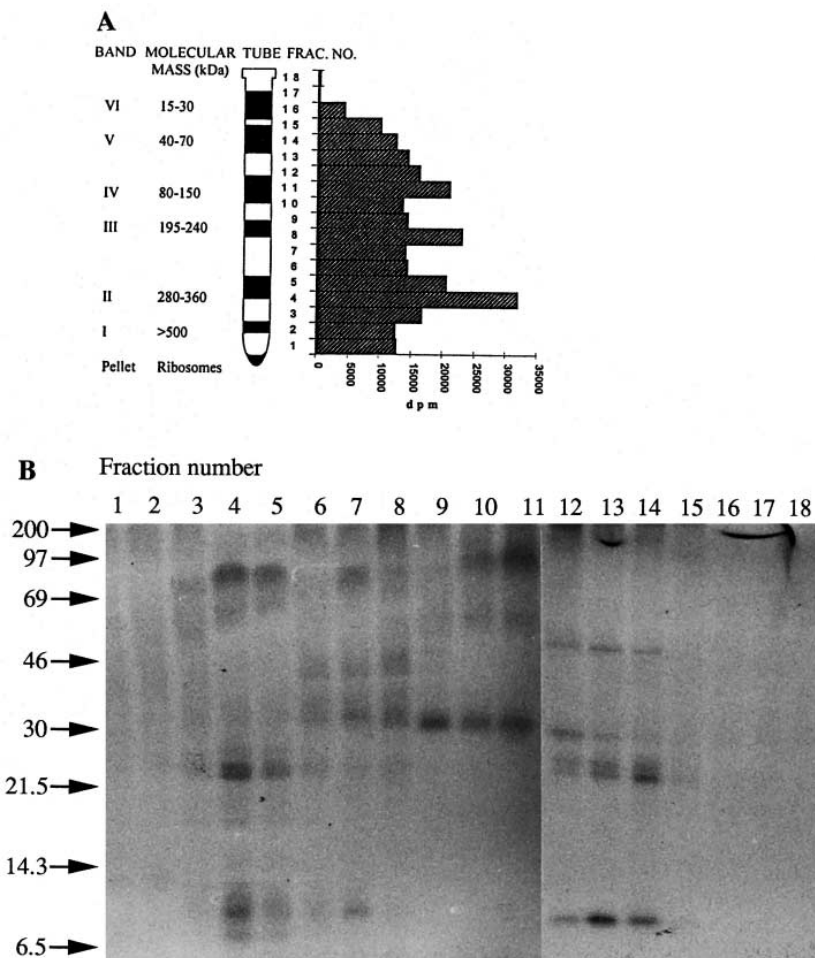 A
BAND MOLECULAR TUBE FRAC. NO.
MASS (kDa)
18
17
VI 15-30 16
15
V 40-70 14
13
12
IV 80-150 11
10
9
III 195-240 8
7
6
5
II 280-360 4
3
I >500 2
1
Pellet Ribosomes
0 5000 10000 15000 20000 25000 30000 35000
dpm
B Fraction number
1 2 3 4 5 6 7 8 9 10 11 12 13 14 15 16 17 18
200
97
69
46
30
21.5
14.3
6.5